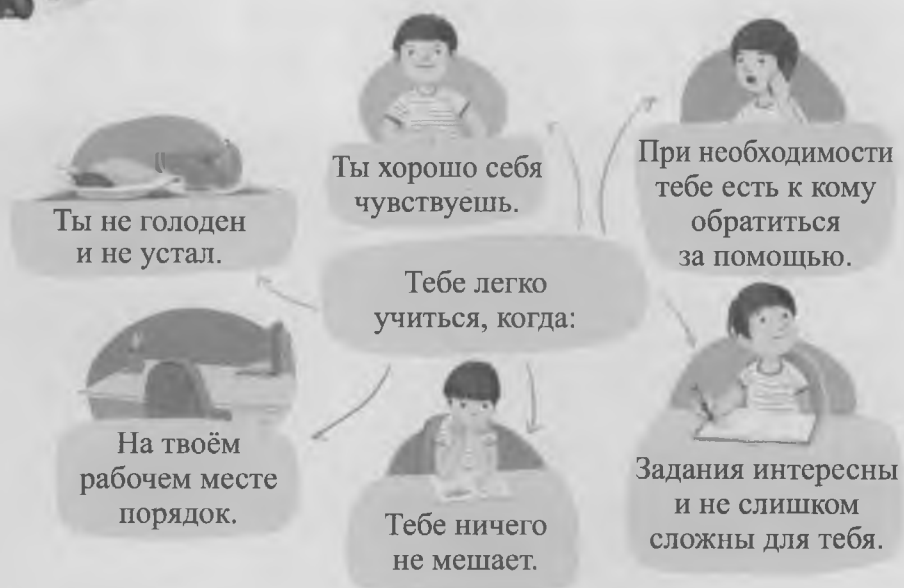 Ты хорошо себя
чувствуешь.
При необходимости
тебе есть к кому
обратиться
за помощью.
Ты не голоден
и не устал.
Тебе легко
учиться, когда:
На твоём
рабочем месте
порядок.
Тебе ничего
не мешает.
Задания интересны
и не слишком
сложны для тебя.